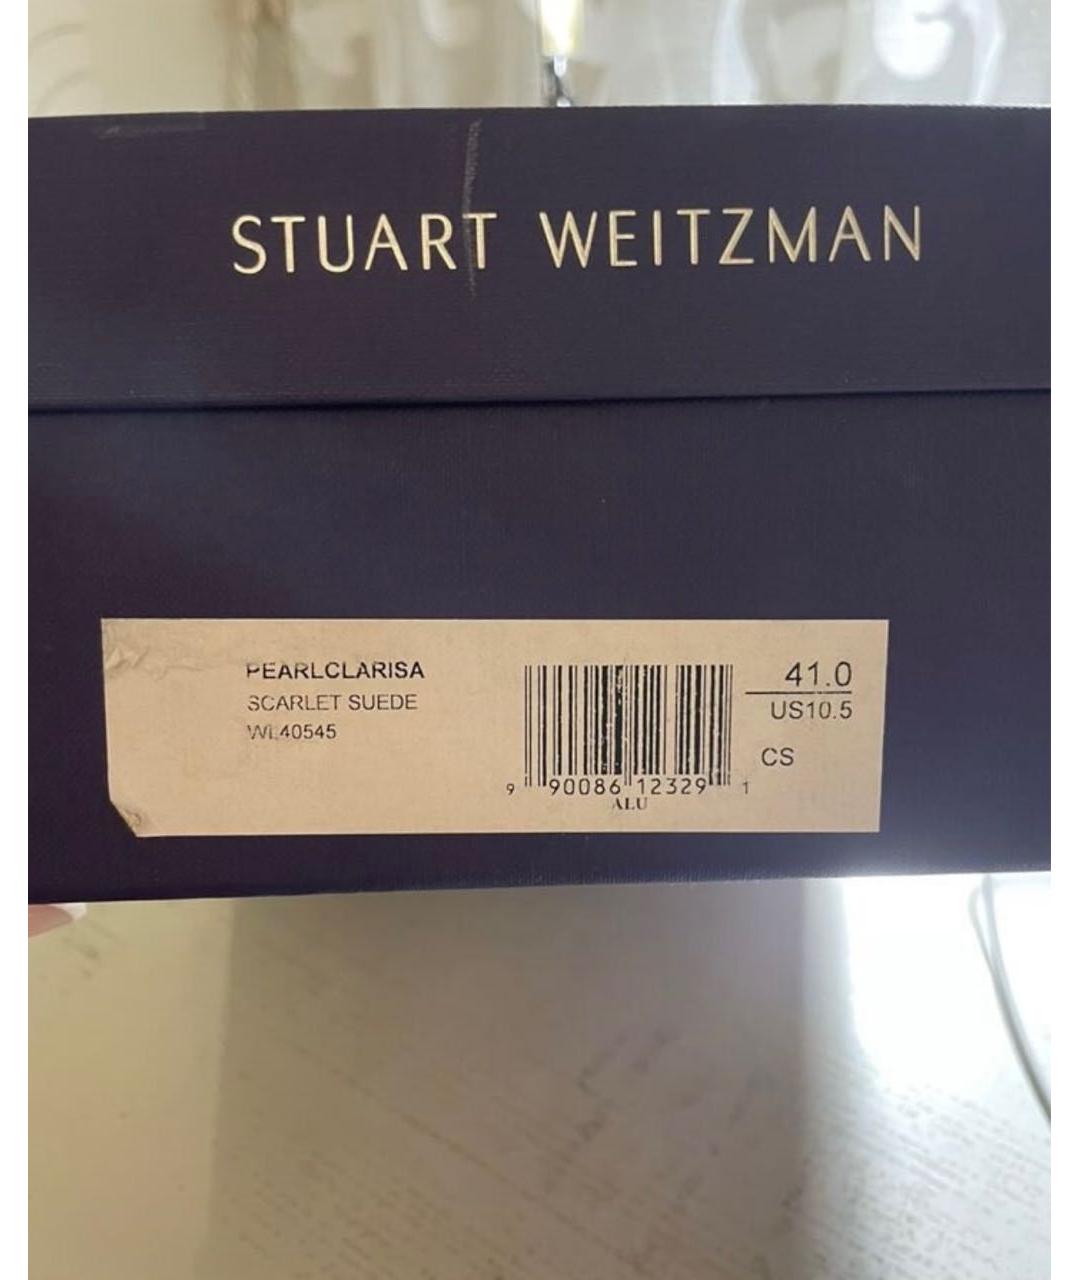 STUART WEITZMAN
PEARLCLARISA
SCARLET SUEDE
WL40545
9 90086 12329 1
ALU
41.0
US10.5
CS